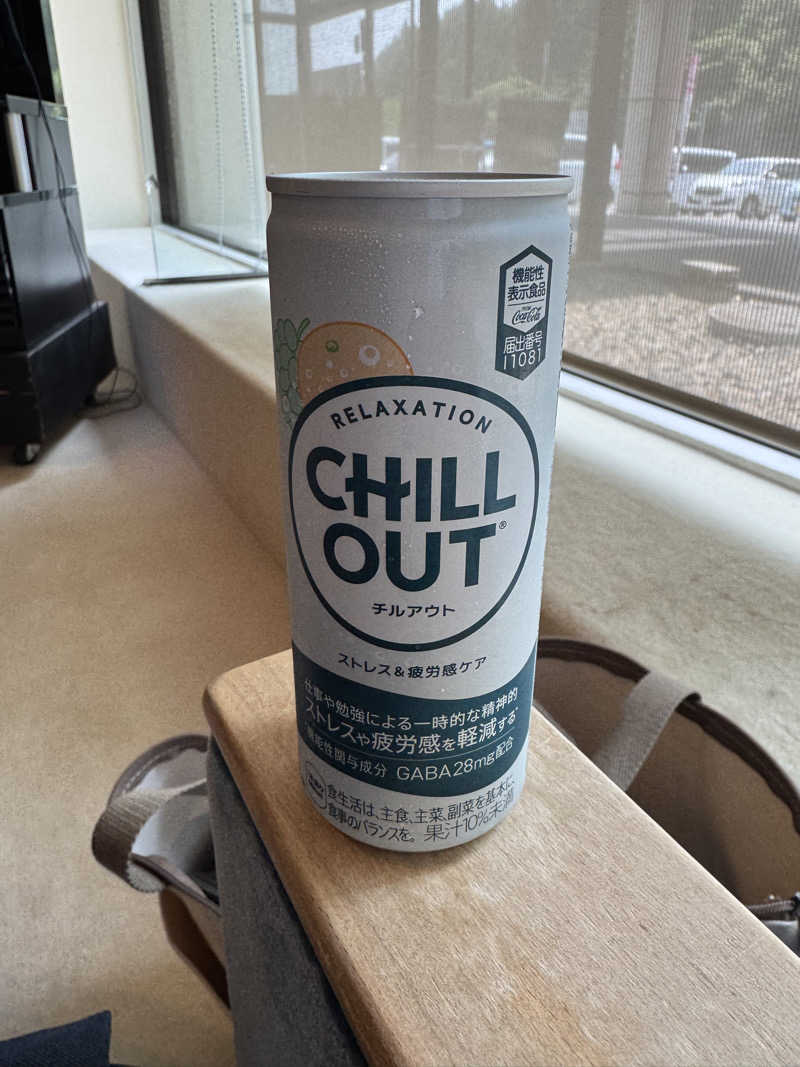 機能性
表示食品
FROM
Coca-Cola
届出番号
I1081
RELAXATION
CHILL
OUT®
チルアウト
ストレス&疲労感ケア
仕事や勉強による一時的な精神的
ストレスや疲労感を軽減する*
機能性関与成分 GABA28mg配合
食生活は、主食、主菜、副菜を基本に、
食事のバランスを。 果汁10%未満